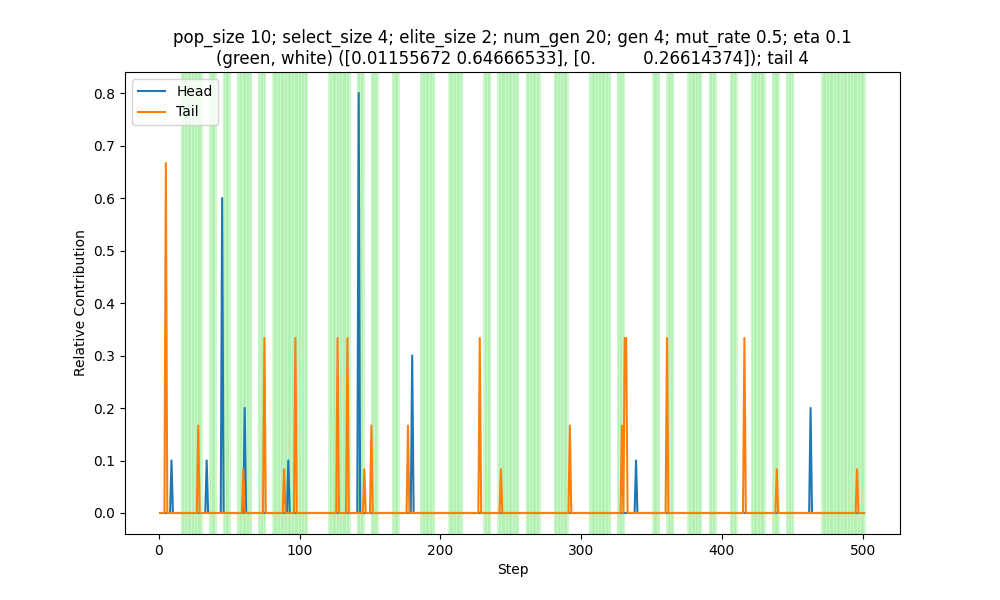 pop_size 10; select_size 4; elite_size 2; num_gen 20; gen 4; mut_rate 0.5; eta 0.1
(green, white) ([0.01155672 0.64666533], [0. 0.26614374]); tail 4
Head
Tail
0.8
0.7
0.6
0.5
0.4
0.3
0.2
0.1
0.0
Relative Contribution
0 100 200 300 400 500
Step